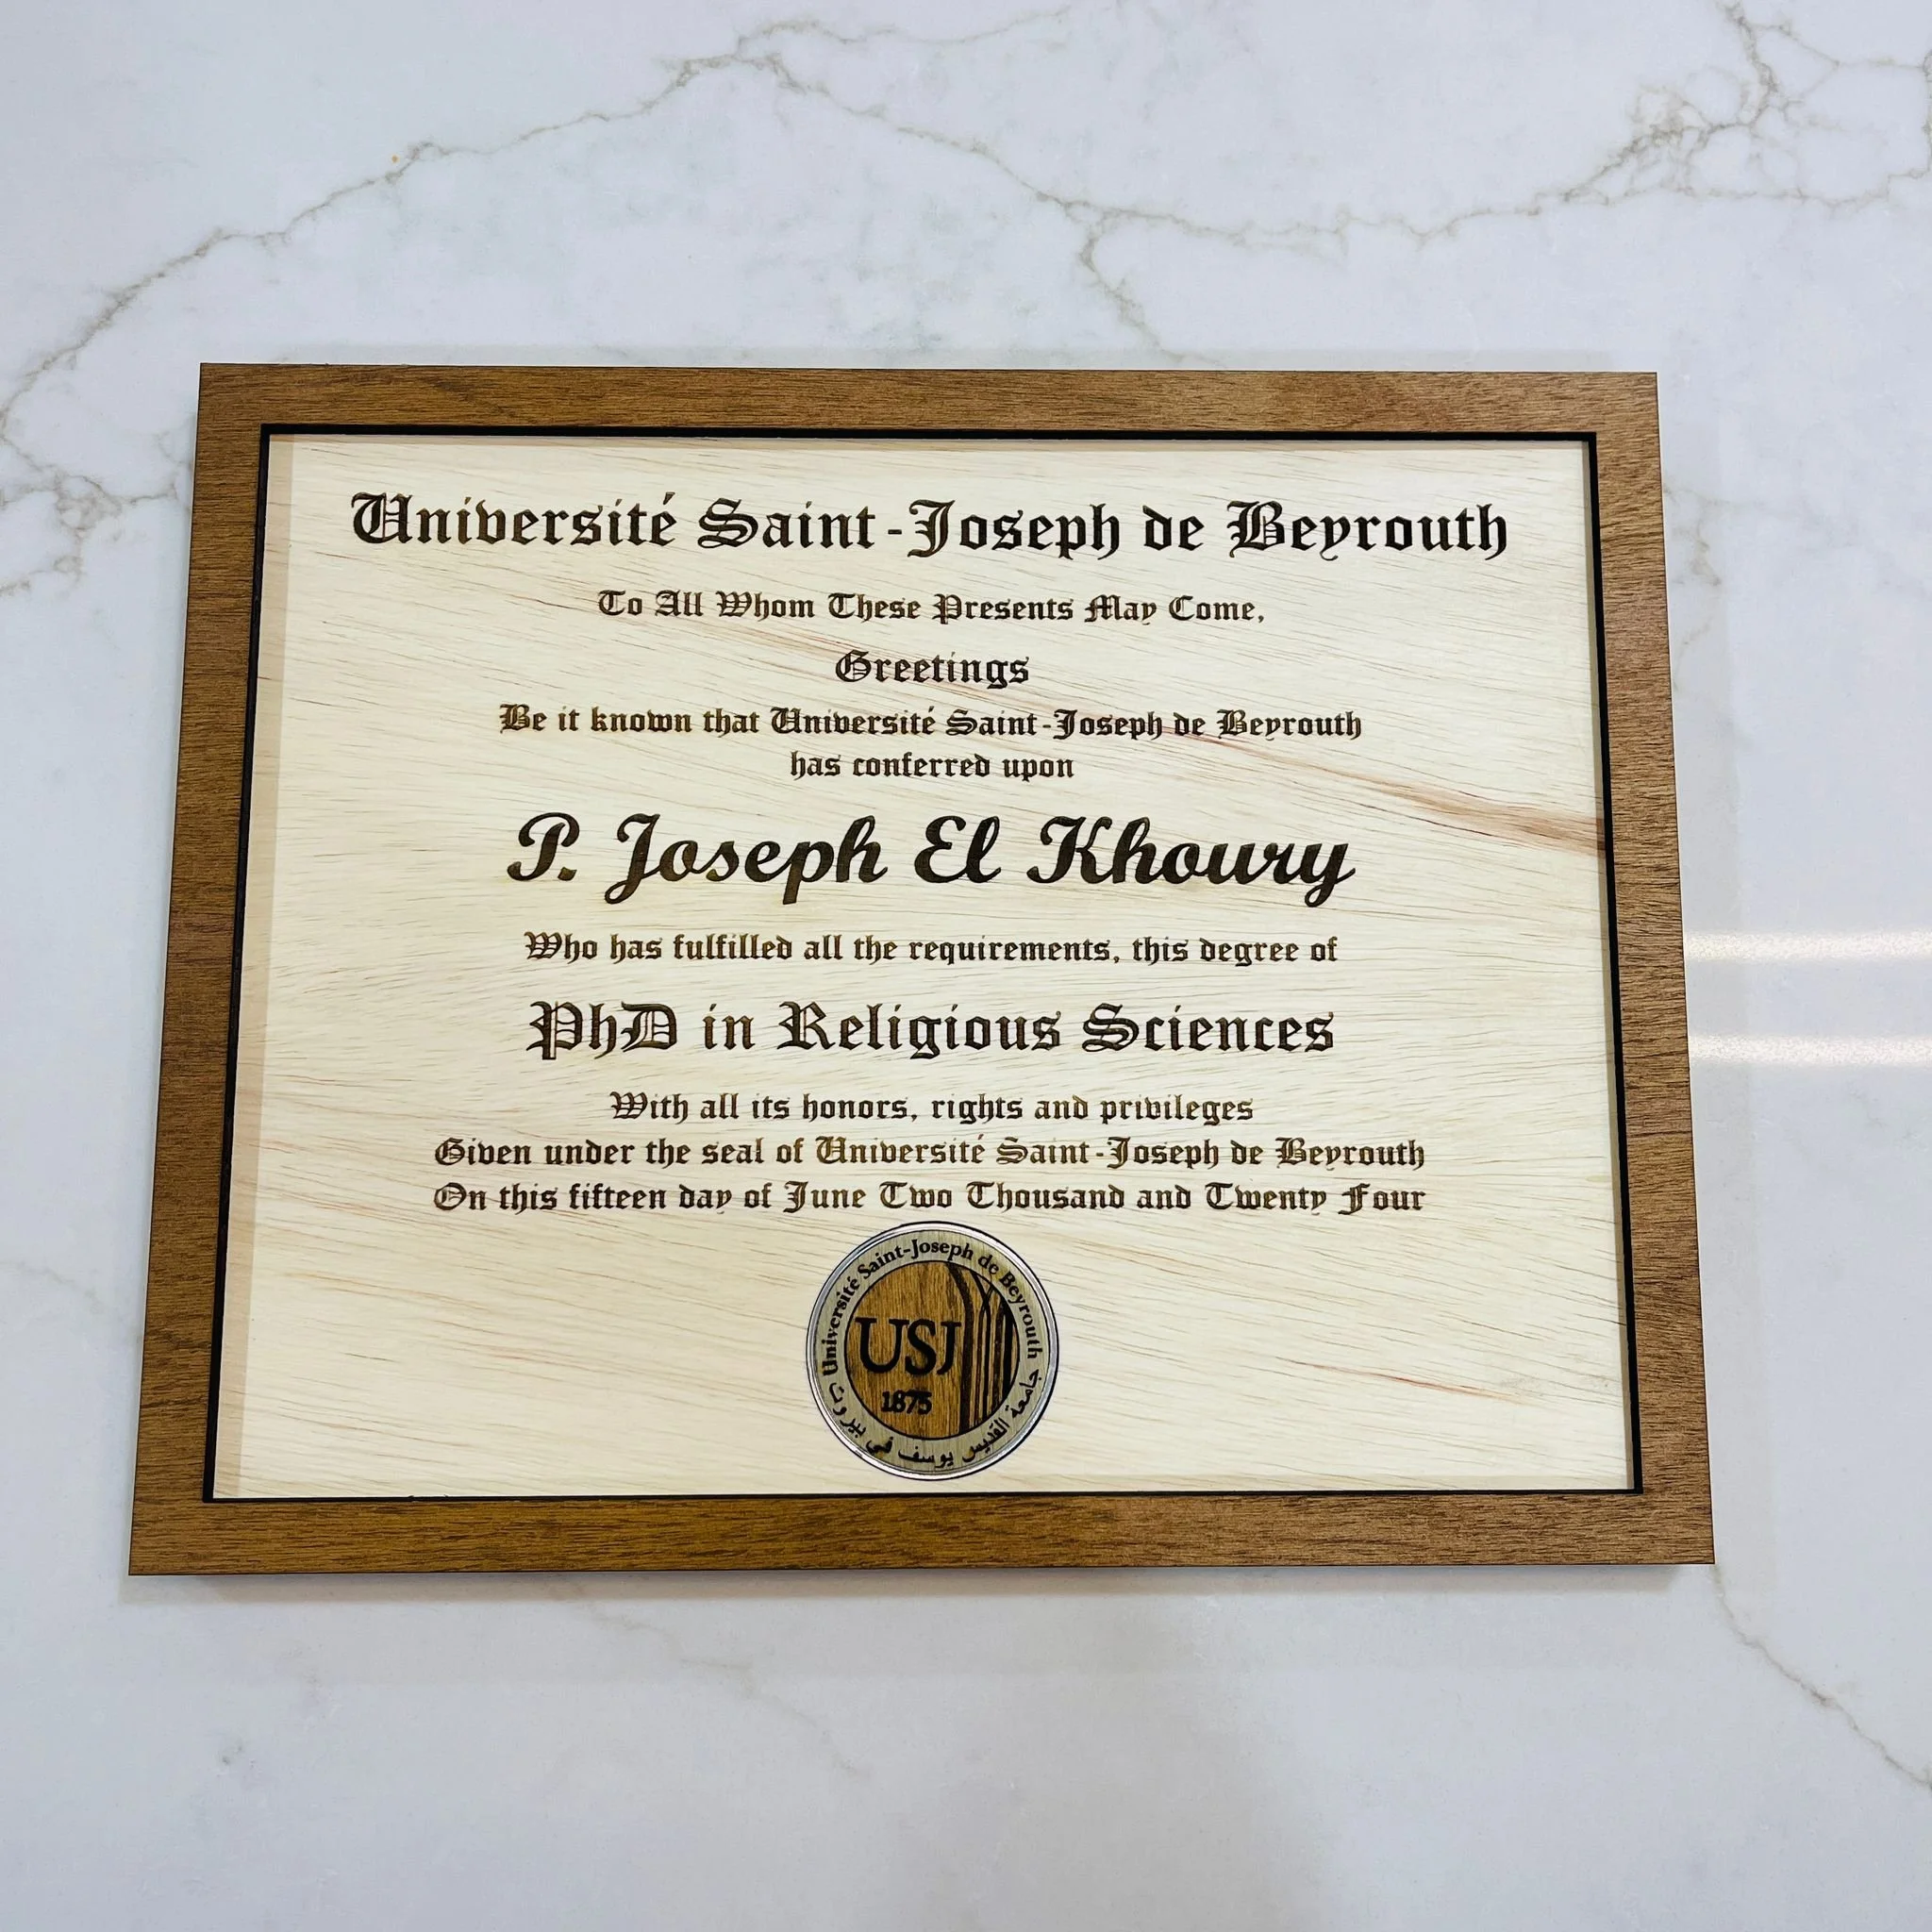 Université Saint-Joseph de Beyrouth
To All Whom These Presents May Come,
Greetings
Be it known that Université Saint-Joseph de Beyrouth
has conferred upon
P. Joseph El Khoury
Who has fulfilled all the requirements, this degree of
PhD in Religious Sciences
With all its honors, rights and privileges
Given under the seal of Université Saint-Joseph de Beyrouth
On this fifteen day of June Two Thousand and Twenty Four
Université Saint-Joseph de Beyrouth
USJ
1875
جامعة القديس يوسف في بيروت